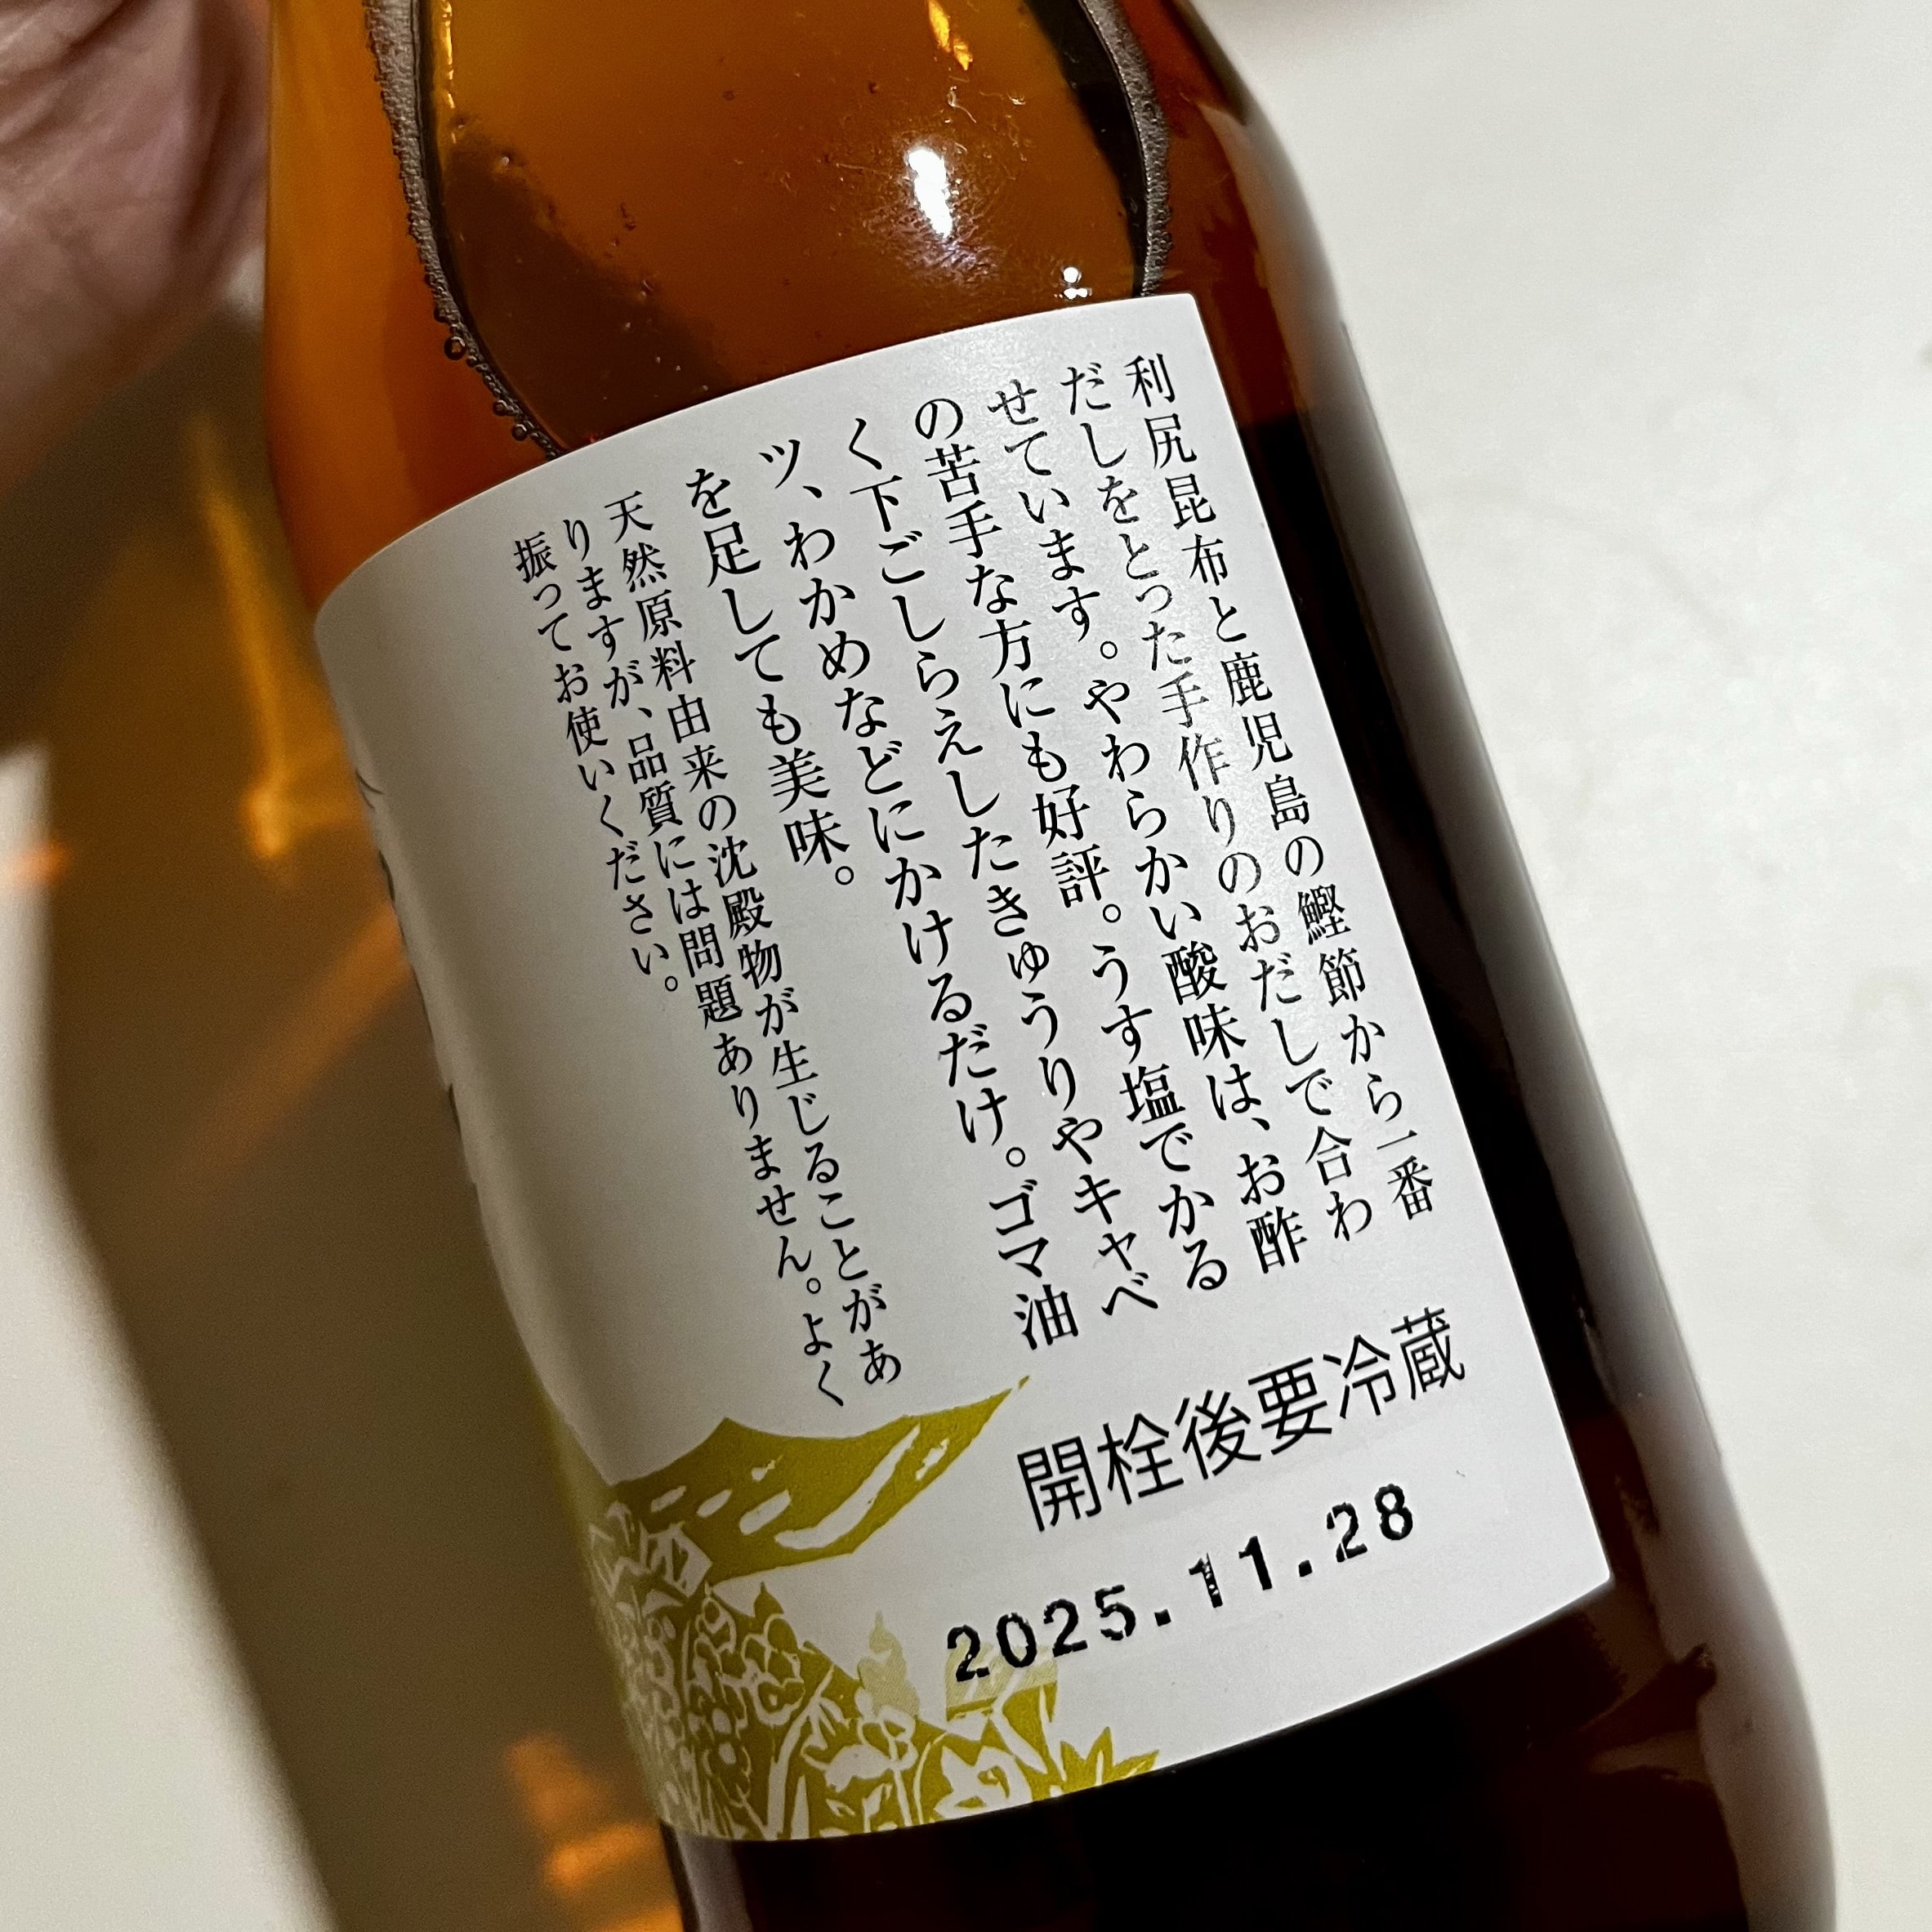 利尻昆布と鹿児島の鰹節から一番
だしをとった手作りのおだしで合わ
せています。やわらかい酸味は、お酢
の苦手な方にも好評。うす塩でかる
く下ごしらえしたきゅうりやキャベ
ツ、わかめなどにかけるだけ。ゴマ油
を足しても美味。
天然原料由来の沈殿物が生じることがあ
りますが、品質には問題ありません。よく
振ってお使いください。
開栓後要冷蔵
2025.11.28